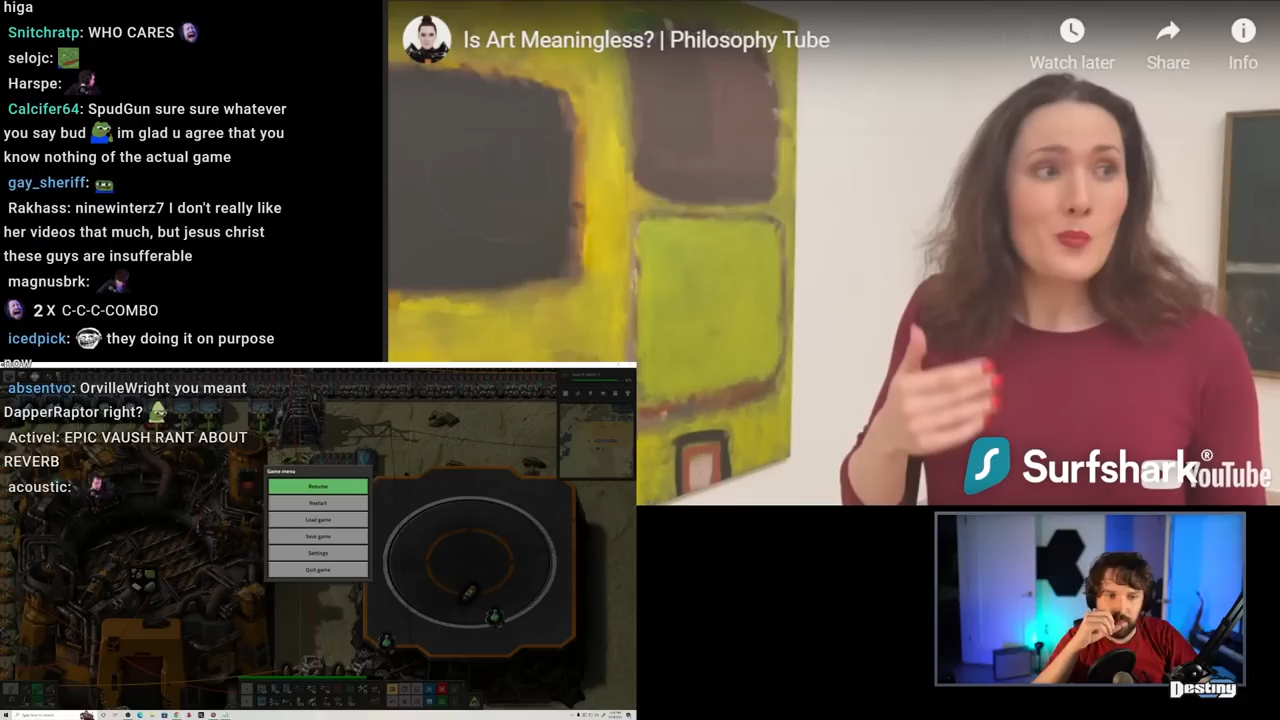 higa
Snitchratp: WHO CARES
selojc:
Harspe:
Calcifer64: SpudGun sure sure whatever
you say bud im glad u agree that you
know nothing of the actual game
gay_sheriff:
Rakhass: ninewinterz7 I don't really like
her videos that much, but jesus christ
these guys are insufferable
magnusbrk:
2 X C-C-C-COMBO
icedpick: they doing it on purpose
now
absentvo: OrvilleWright you meant
DapperRaptor right?
Activel: EPIC VAUSH RANT ABOUT
REVERB
acoustic:
Is Art Meaningless? | Philosophy Tube
Watch later
Share
Info
Surfshark®
YouTube
Game menu
Resume
Restart
Load game
Save game
Settings
Quit game
Destiny